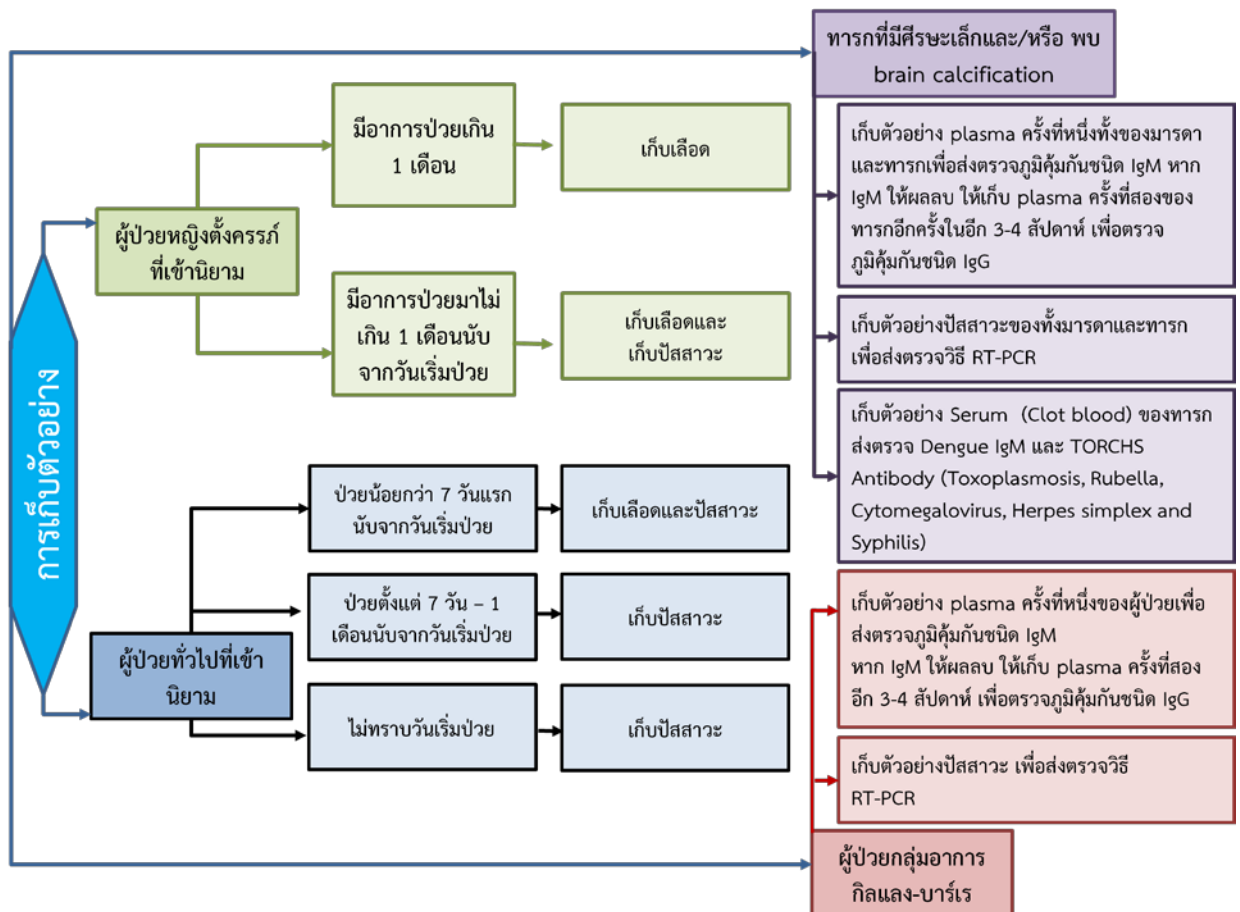 การเก็บตัวอย่าง
ผู้ป่วยหญิงตั้งครรภ์
ที่เข้านิยาม
มีอาการป่วยเกิน
1 เดือน
เก็บเลือด
มีอาการป่วยมาไม่
เกิน 1 เดือนนับ
จากวันเริ่มป่วย
เก็บเลือดและ
เก็บปัสสาวะ
ผู้ป่วยทั่วไปที่เข้า
นิยาม
ป่วยน้อยกว่า 7 วันแรก
นับจากวันเริ่มป่วย
เก็บเลือดและปัสสาวะ
ป่วยตั้งแต่ 7 วัน – 1
เดือนนับจากวันเริ่มป่วย
เก็บปัสสาวะ
ไม่ทราบวันเริ่มป่วย
เก็บปัสสาวะ
ทารกที่มีศีรษะเล็กและ/หรือ พบ
brain calcification
เก็บตัวอย่าง plasma ครั้งที่หนึ่งทั้งของมารดา
และทารกเพื่อส่งตรวจภูมิคุ้มกันชนิด IgM หาก
IgM ให้ผลลบ ให้เก็บ plasma ครั้งที่สองของ
ทารกอีกครั้งในอีก 3-4 สัปดาห์ เพื่อตรวจ
ภูมิคุ้มกันชนิด IgG
เก็บตัวอย่างปัสสาวะของทั้งมารดาและทารก
เพื่อส่งตรวจวิธี RT-PCR
เก็บตัวอย่าง Serum (Clot blood) ของทารก
ส่งตรวจ Dengue IgM และ TORCHS
Antibody (Toxoplasmosis, Rubella,
Cytomegalovirus, Herpes simplex and
Syphilis)
เก็บตัวอย่าง plasma ครั้งที่หนึ่งของผู้ป่วยเพื่อ
ส่งตรวจภูมิคุ้มกันชนิด IgM
หาก IgM ให้ผลลบ ให้เก็บ plasma ครั้งที่สอง
อีก 3-4 สัปดาห์ เพื่อตรวจภูมิคุ้มกันชนิด IgG
เก็บตัวอย่างปัสสาวะ เพื่อส่งตรวจวิธี
RT-PCR
ผู้ป่วยกลุ่มอาการ
กิลแลง-บาร์เร